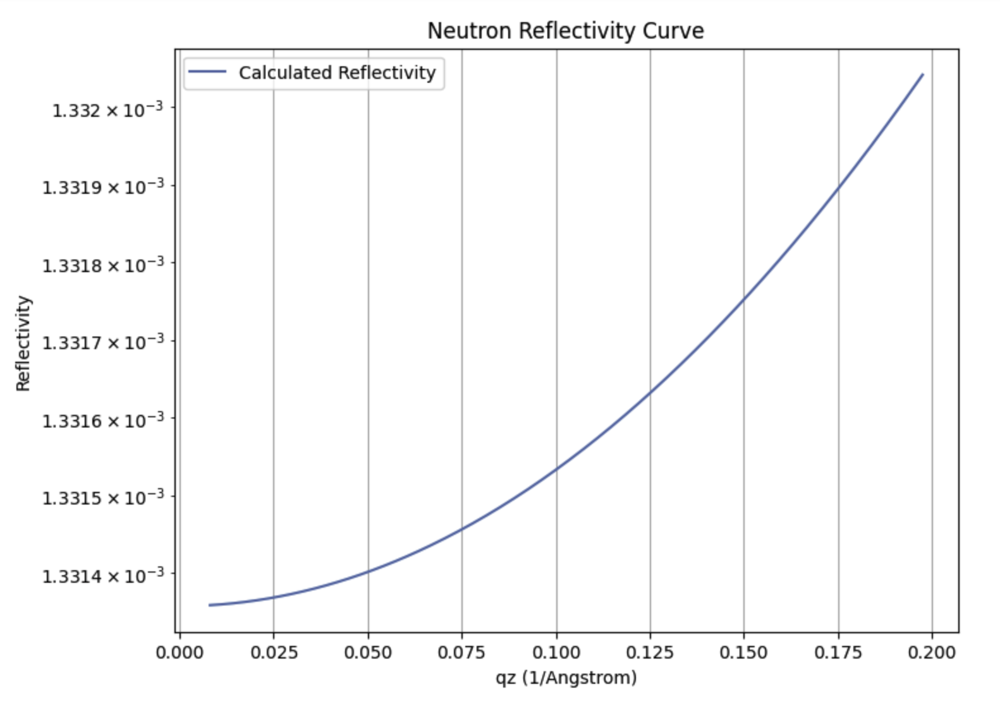 Neutron Reflectivity Curve
Calculated Reflectivity
1.332 × 10⁻³
1.3319 × 10⁻³
1.3318 × 10⁻³
1.3317 × 10⁻³
1.3316 × 10⁻³
1.3315 × 10⁻³
1.3314 × 10⁻³
Reflectivity
0.000 0.025 0.050 0.075 0.100 0.125 0.150 0.175 0.200
qz (1/Angstrom)